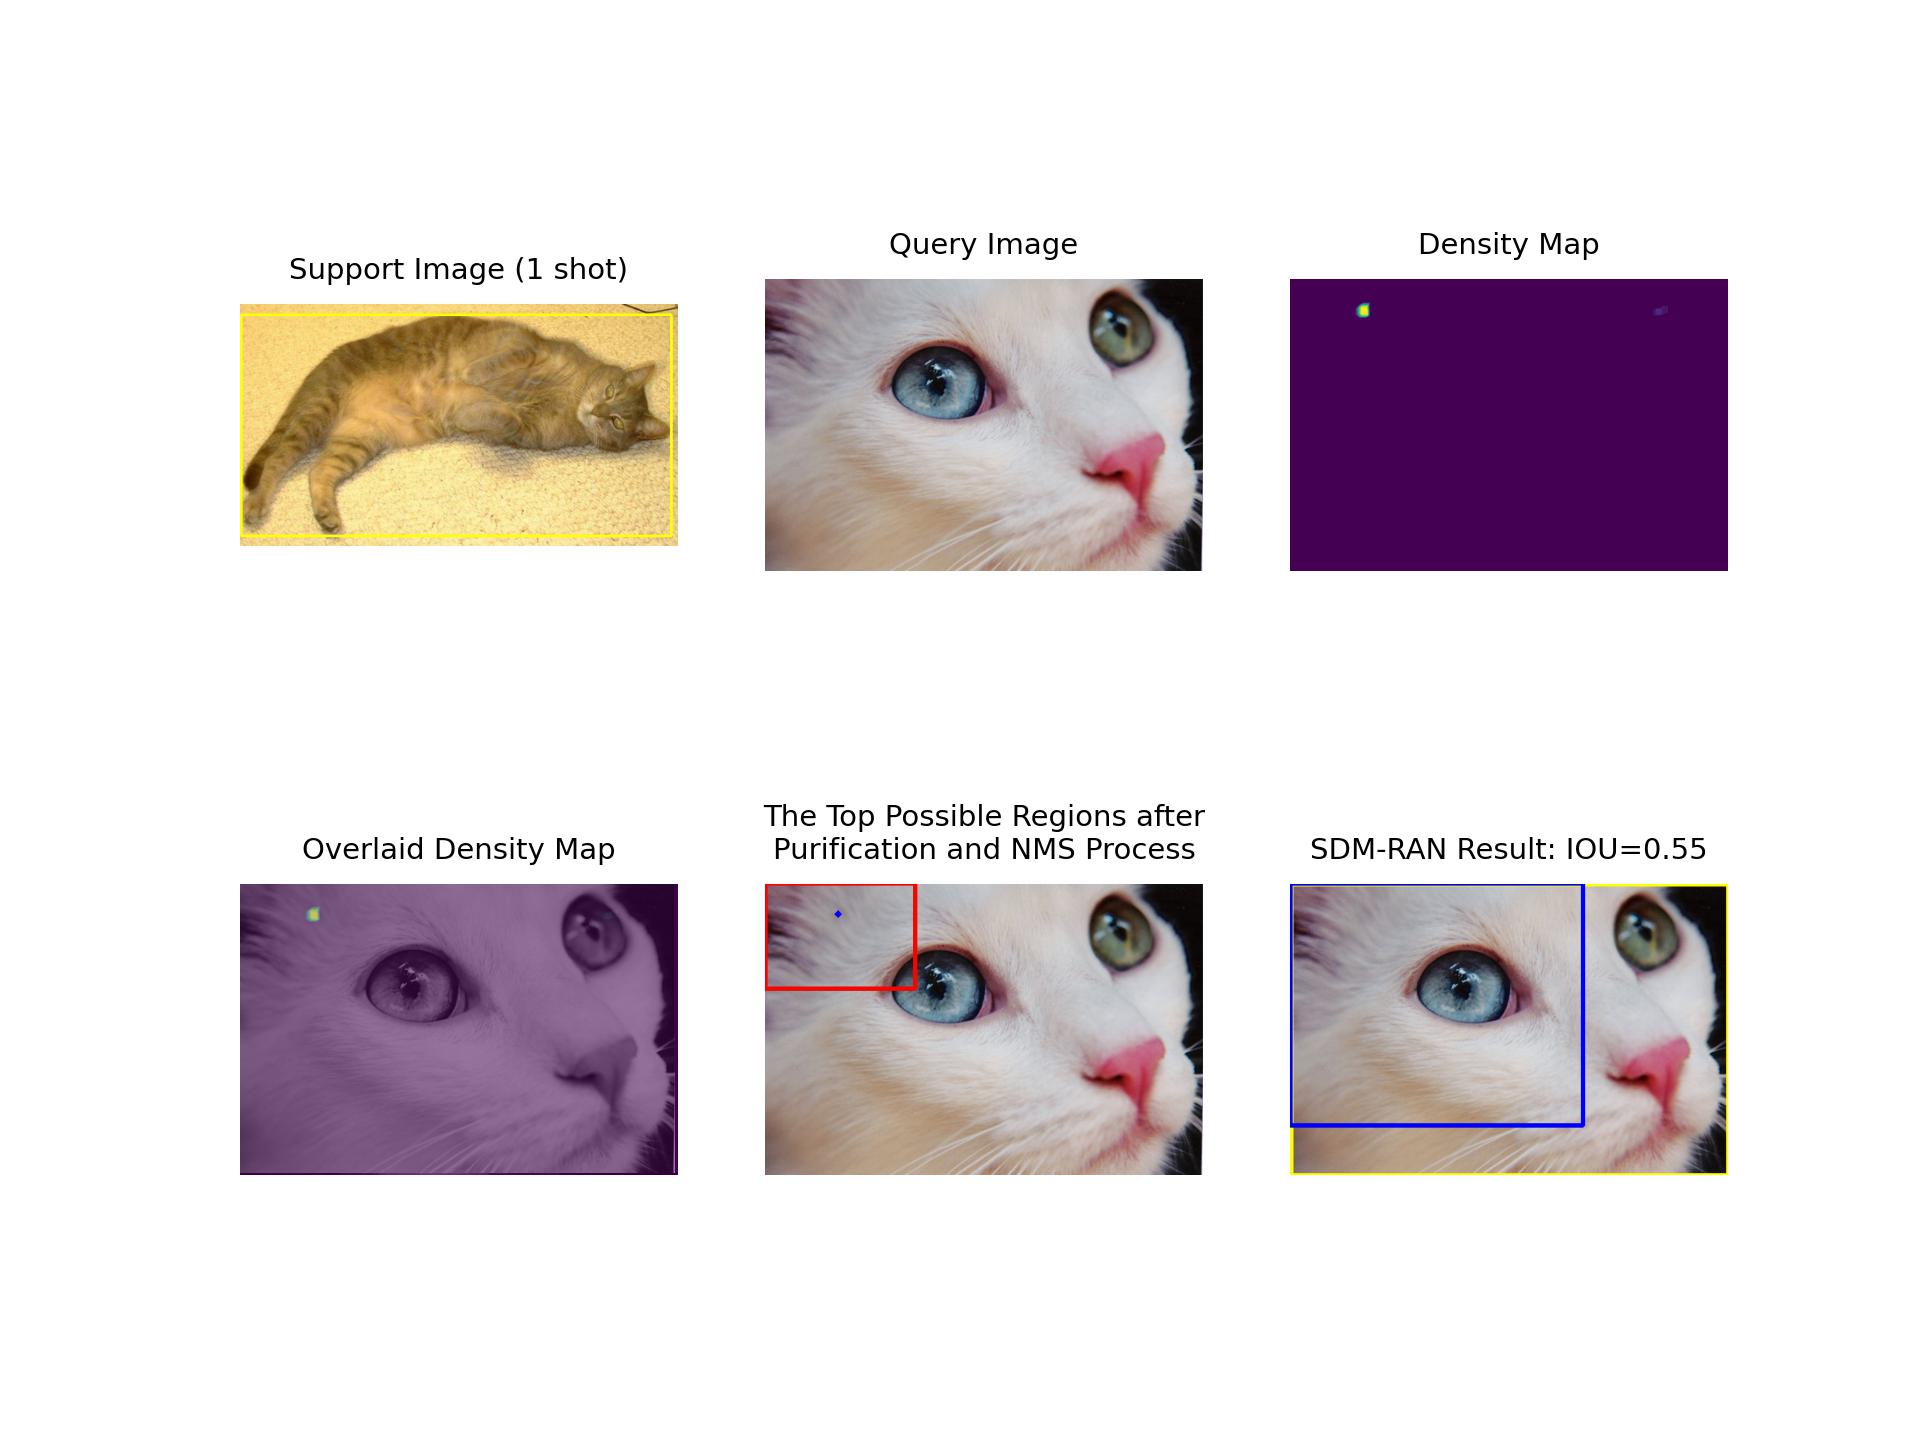 Support Image (1 shot)
Query Image
Density Map
Overlaid Density Map
The Top Possible Regions after
Purification and NMS Process
SDM-RAN Result: IOU=0.55